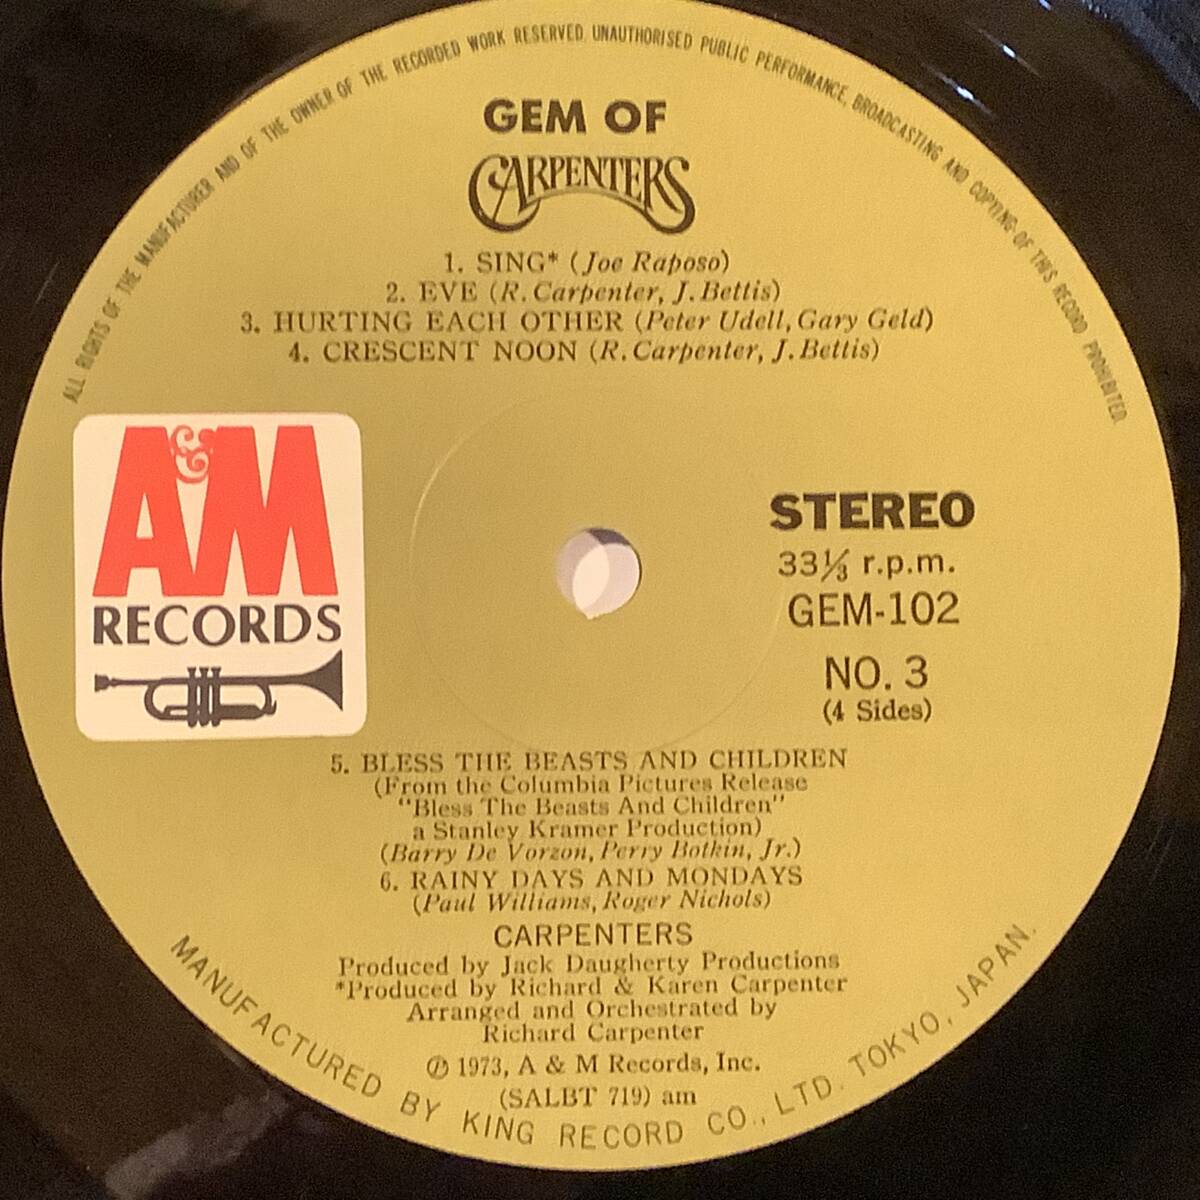 ALL RIGHTS OF THE MANUFACTURER AND OF THE OWNER OF THE RECORDED WORK RESERVED. UNAUTHORISED PUBLIC PERFORMANCE, BROADCASTING AND COPYING OF THIS RECORD PROHIBITED.
GEM OF
CARPENTERS
1. SING* (Joe Raposo)
2. EVE (R. Carpenter, J. Bettis)
3. HURTING EACH OTHER (Peter Udell, Gary Geld)
4. CRESCENT NOON (R. Carpenter, J. Bettis)
A&M
RECORDS
STEREO
33⅓ r.p.m.
GEM-102
NO. 3
(4 Sides)
5. BLESS THE BEASTS AND CHILDREN
(From the Columbia Pictures Release
"Bless The Beasts And Children"
a Stanley Kramer Production)
(Barry De Vorzon, Perry Botkin, Jr.)
6. RAINY DAYS AND MONDAYS
(Paul Williams, Roger Nichols)
CARPENTERS
Produced by Jack Daugherty Productions
*Produced by Richard & Karen Carpenter
Arranged and Orchestrated by
Richard Carpenter
℗ 1973, A & M Records, Inc.
(SALBT 719) am
MANUFACTURED BY KING RECORD CO., LTD. TOKYO, JAPAN.